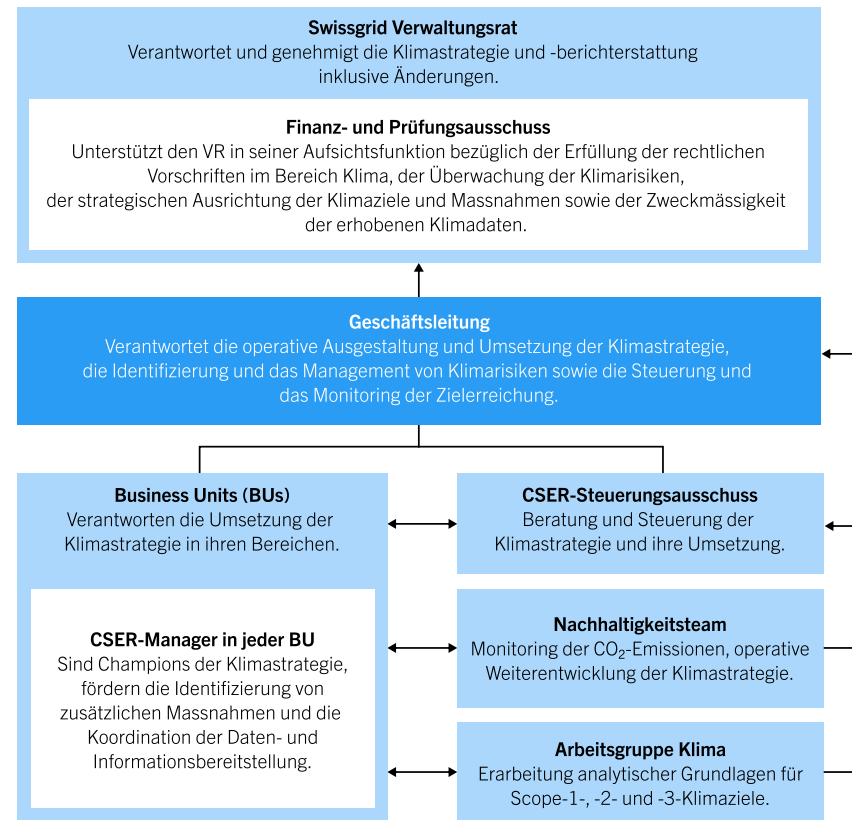 Swissgrid Verwaltungsrat
Verantwortet und genehmigt die Klimastrategie und -berichterstattung
inklusive Änderungen.
Finanz- und Prüfungsausschuss
Unterstützt den VR in seiner Aufsichtsfunktion bezüglich der Erfüllung der rechtlichen
Vorschriften im Bereich Klima, der Überwachung der Klimarisiken,
der strategischen Ausrichtung der Klimaziele und Massnahmen sowie der Zweckmässigkeit
der erhobenen Klimadaten.
Geschäftsleitung
Verantwortet die operative Ausgestaltung und Umsetzung der Klimastrategie,
die Identifizierung und das Management von Klimarisiken sowie die Steuerung und
das Monitoring der Zielerreichung.
Business Units (BUs)
Verantworten die Umsetzung der
Klimastrategie in ihren Bereichen.
CSER-Manager in jeder BU
Sind Champions der Klimastrategie,
fördern die Identifizierung von
zusätzlichen Massnahmen und die
Koordination der Daten- und
Informationsbereitstellung.
CSER-Steuerungsausschuss
Beratung und Steuerung der
Klimastrategie und ihre Umsetzung.
Nachhaltigkeitsteam
Monitoring der CO₂-Emissionen, operative
Weiterentwicklung der Klimastrategie.
Arbeitsgruppe Klima
Erarbeitung analytischer Grundlagen für
Scope-1-, -2- und -3-Klimaziele.